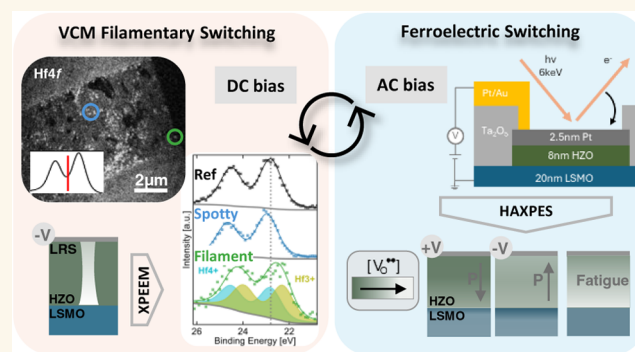 VCM Filamentary Switching
Hf4f
2µm
DC bias
Ref
Spotty
Filament
Hf4+
Hf3+
Intensity [a.u.]
26 24 22
Binding Energy [eV]
-V
LRS
HZO
LSMO
XPEEM
Ferroelectric Switching
AC bias
hν
6keV
e-
Pt/Au
Ta₂O₅
V
2.5nm Pt
8nm HZO
20nm LSMO
HAXPES
[V_O^••]
+V
P
HZO
LSMO
-V
P
Fatigue